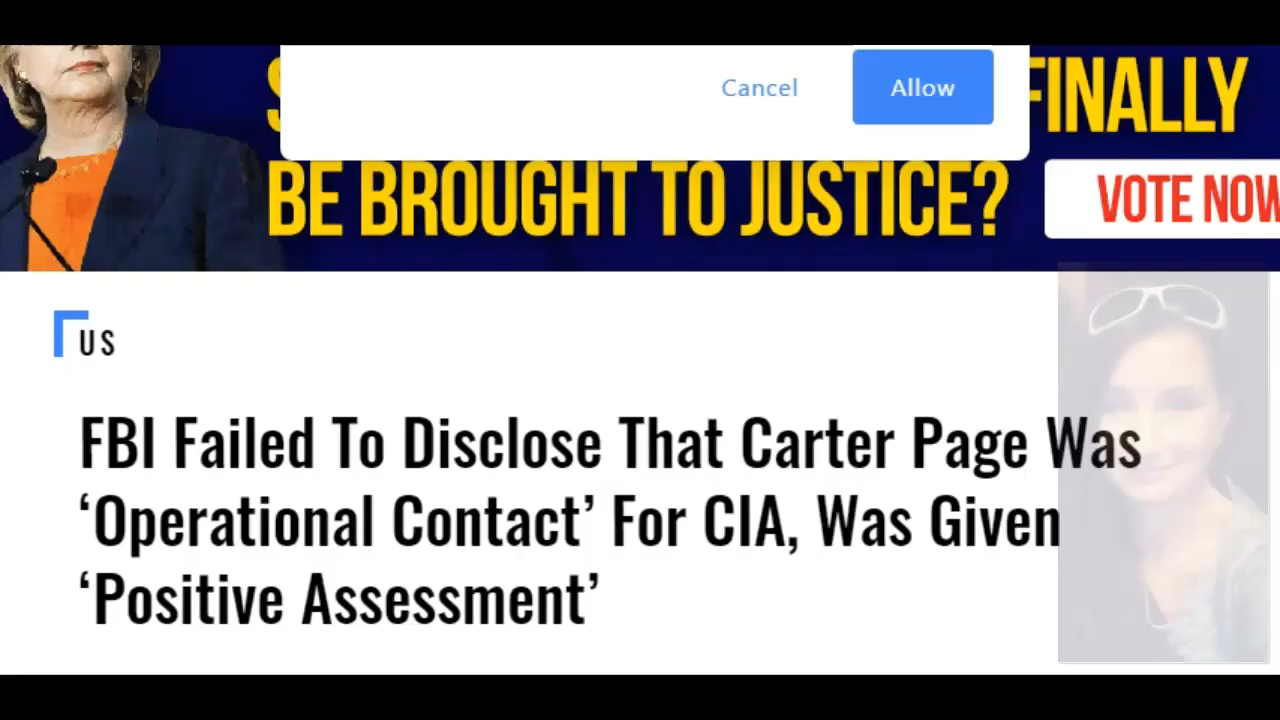 Cancel
Allow
FINALLY
BE BROUGHT TO JUSTICE?
VOTE NOW
US
FBI Failed To Disclose That Carter Page Was
‘Operational Contact’ For CIA, Was Given
‘Positive Assessment’